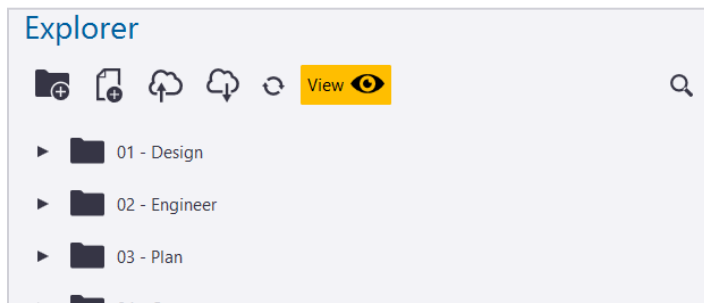 Explorer
View
01 - Design
02 - Engineer
03 - Plan